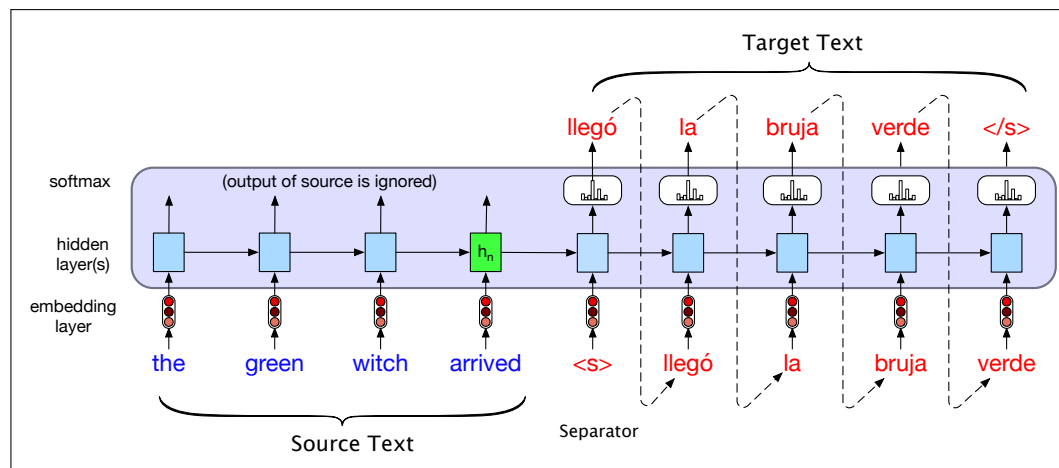 Target Text
llegó la bruja verde </s>
softmax (output of source is ignored)
hidden layer(s)
hn
embedding layer
the green witch arrived <s> llegó la bruja verde
Separator
Source Text